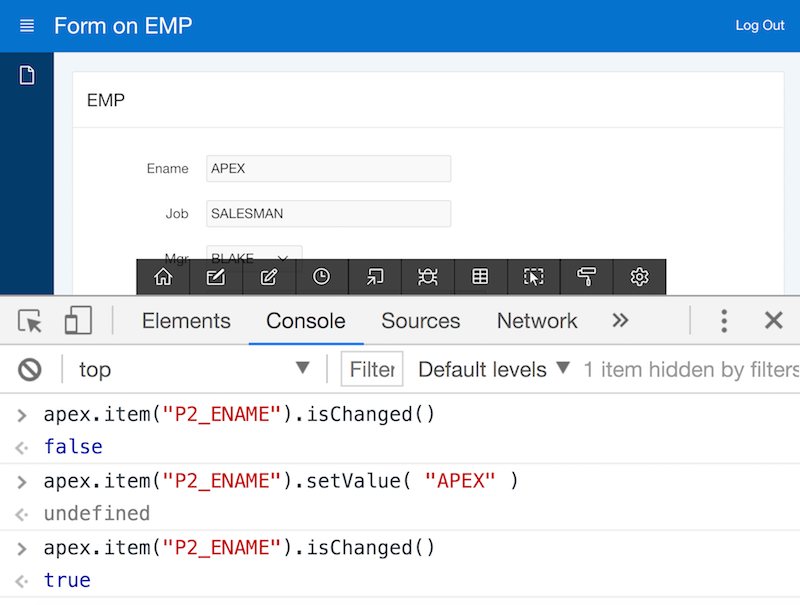 Form on EMP Log Out
EMP
Ename APEX
Job SALESMAN
Mgr BLAKE
Elements Console Sources Network
top Filter Default levels 1 item hidden by filters
apex.item("P2_ENAME").isChanged()
false
apex.item("P2_ENAME").setValue( "APEX" )
undefined
apex.item("P2_ENAME").isChanged()
true